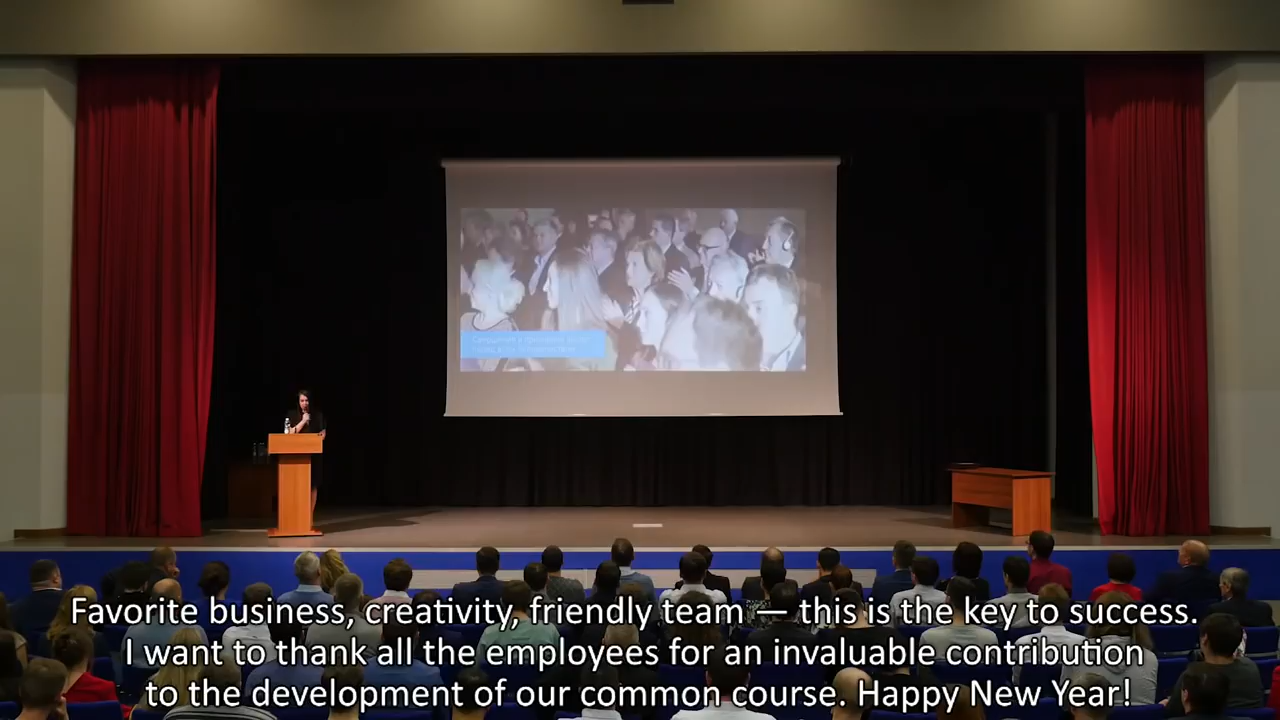 Favorite business, creativity, friendly team — this is the key to success.
I want to thank all the employees for an invaluable contribution
to the development of our common course. Happy New Year!